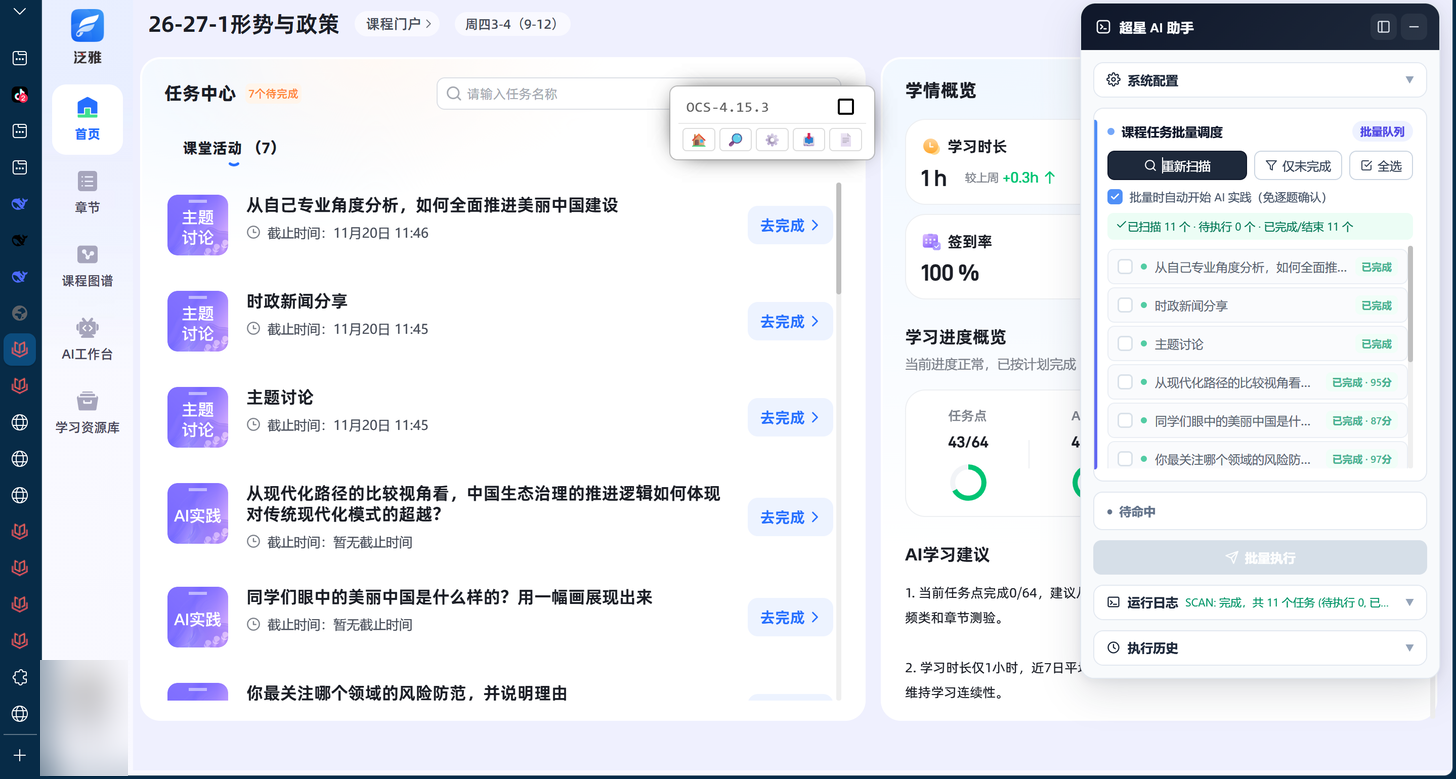 泛雅
首页
章节
课程图谱
AI工作台
学习资源库
26-27-1形势与政策
课程门户
周四3-4（9-12）
任务中心
7个待完成
请输入任务名称
课堂活动 （7）
主题
讨论
从自己专业角度分析，如何全面推进美丽中国建设
截止时间：11月20日 11:46
去完成
主题
讨论
时政新闻分享
截止时间：11月20日 11:45
去完成
主题
讨论
主题讨论
截止时间：11月20日 11:45
去完成
AI实践
从现代化路径的比较视角看，中国生态治理的推进逻辑如何体现
对传统现代化模式的超越？
截止时间：暂无截止时间
去完成
AI实践
同学们眼中的美丽中国是什么样的？用一幅画展现出来
截止时间：暂无截止时间
去完成
你最关注哪个领域的风险防范，并说明理由
OCS-4.15.3
学情概览
学习时长
1h
较上周 +0.3h ↑
签到率
100 %
学习进度概览
当前进度正常，已按计划完成
任务点
43/64
A
4
AI学习建议
1. 当前任务点完成0/64，建议
频类和章节测验。
2. 学习时长仅1小时，近7日平
维持学习连续性。
超星 AI 助手
系统配置
▼
课程任务批量调度
批量队列
重新扫描
仅未完成
全选
批量时自动开始 AI 实践（免逐题确认）
✓已扫描 11 个 · 待执行 0 个 · 已完成/结束 11 个
从自己专业角度分析，如何全面推...
已完成
时政新闻分享
已完成
主题讨论
已完成
从现代化路径的比较视角看...
已完成 · 95分
同学们眼中的美丽中国是什...
已完成 · 87分
你最关注哪个领域的风险防...
已完成 · 97分
待命中
批量执行
运行日志
SCAN: 完成，共 11 个任务 (待执行 0, 已...
▼
执行历史
▼
2